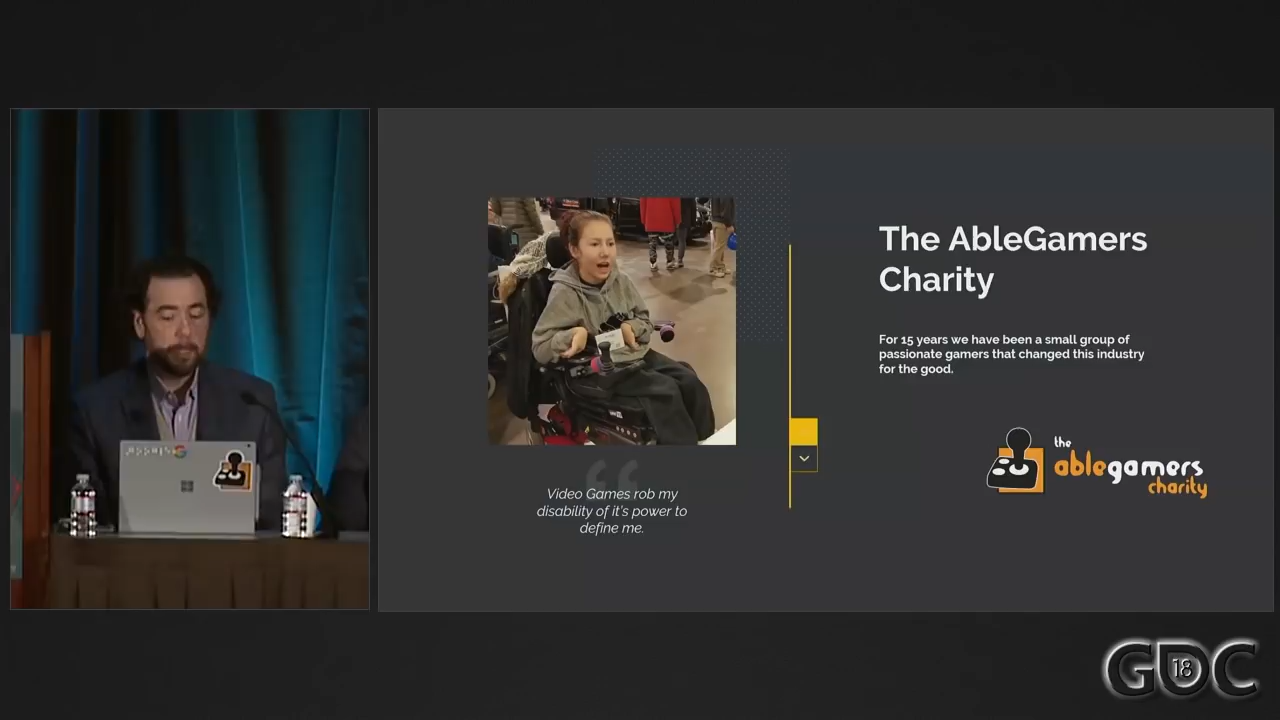 The AbleGamers
Charity
For 15 years we have been a small group of
passionate gamers that changed this industry
for the good.
the
ablegamers
charity
Video Games rob my
disability of it's power to
define me.
GDC
18